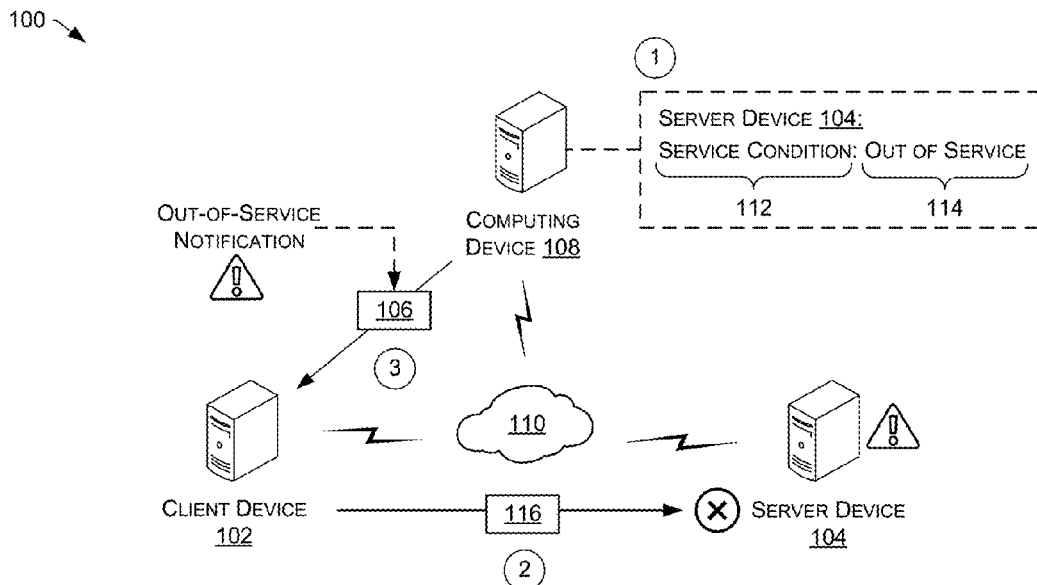 100
1
SERVER DEVICE 104:
SERVICE CONDITION: OUT OF SERVICE
112
114
COMPUTING
DEVICE 108
OUT-OF-SERVICE
NOTIFICATION
106
3
110
CLIENT DEVICE
102
116
2
SERVER DEVICE
104